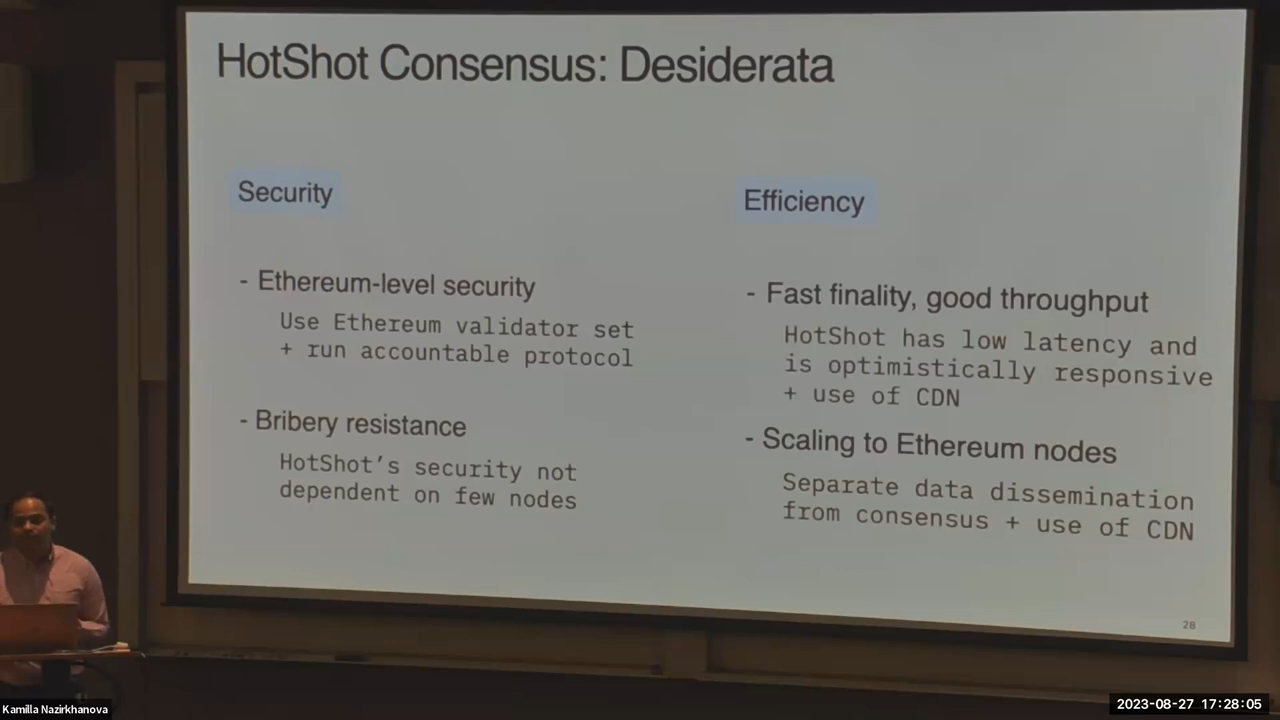 HotShot Consensus: Desiderata
Security
- Ethereum-level security
Use Ethereum validator set
+ run accountable protocol
- Bribery resistance
HotShot's security not
dependent on few nodes
Efficiency
- Fast finality, good throughput
HotShot has low latency and
is optimistically responsive
+ use of CDN
- Scaling to Ethereum nodes
Separate data dissemination
from consensus + use of CDN
28
Kamilla Nazirkhanova
2023-08-27 17:28:05